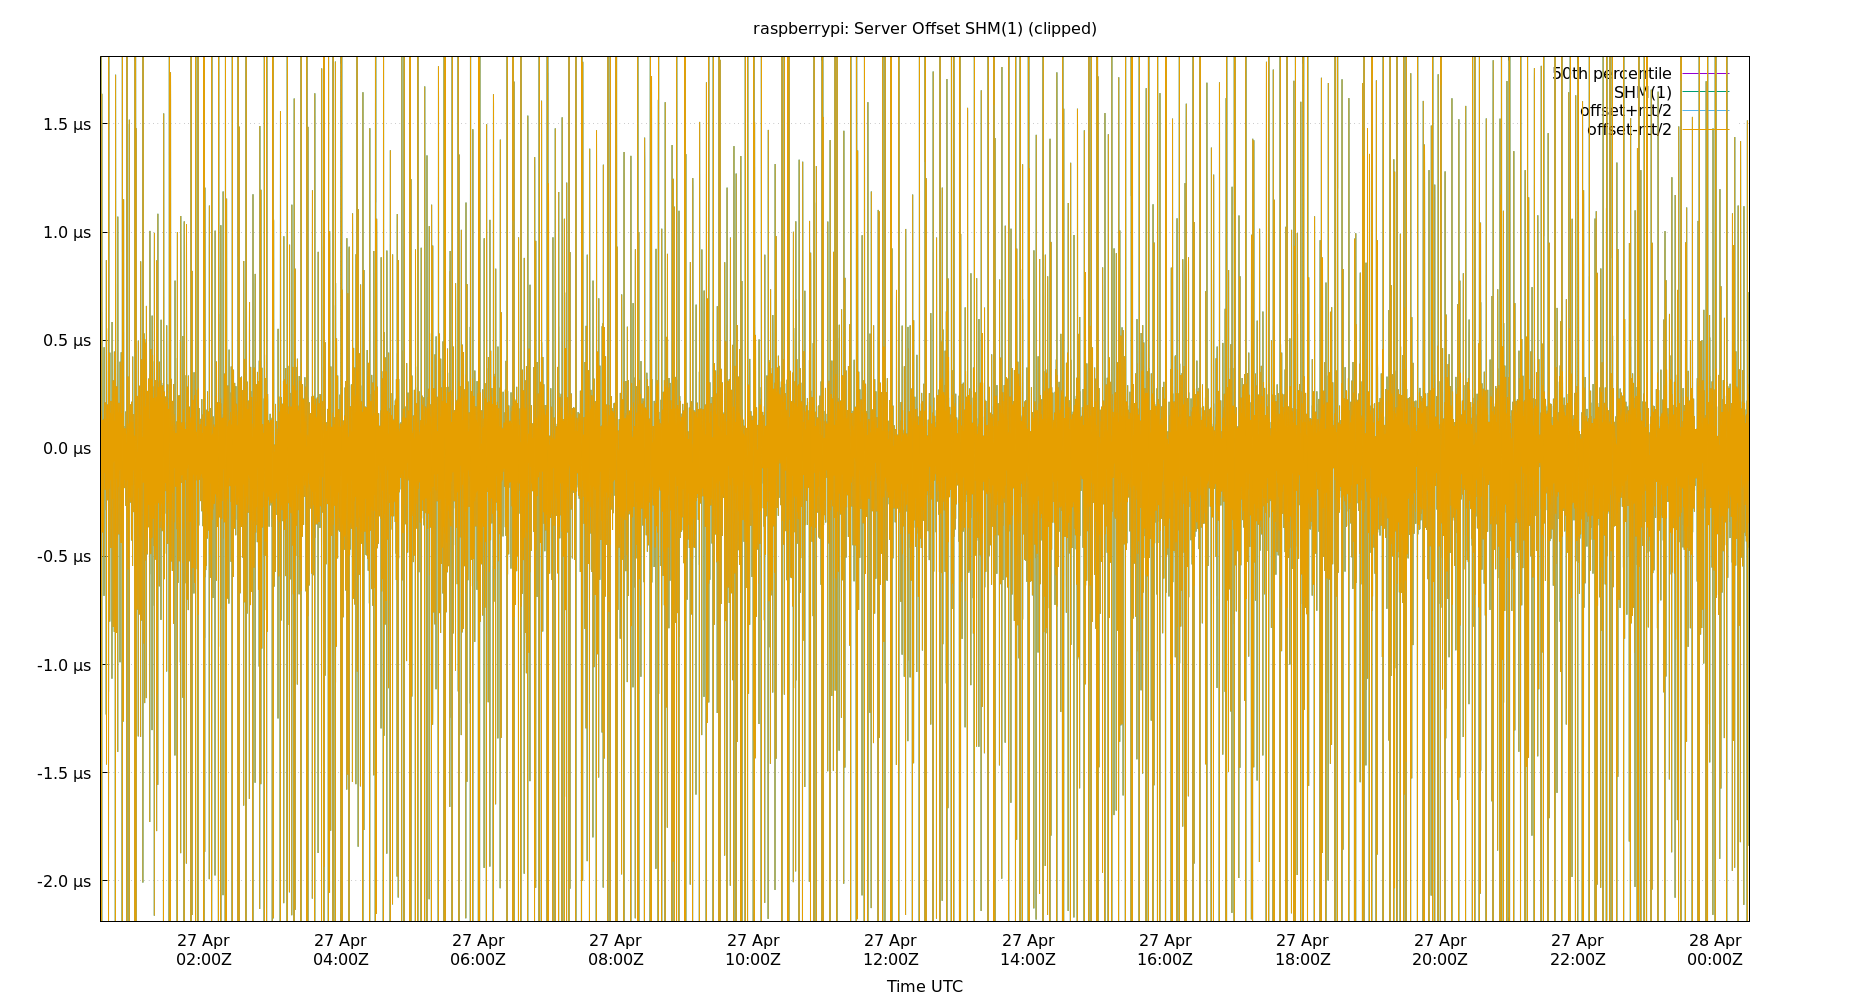 raspberrypi: Server Offset SHM(1) (clipped)
50th percentile
SHM(1)
offset+rtt/2
offset-rtt/2
1.5 µs
1.0 µs
0.5 µs
0.0 µs
-0.5 µs
-1.0 µs
-1.5 µs
-2.0 µs
27 Apr 27 Apr 27 Apr 27 Apr 27 Apr 27 Apr 27 Apr 27 Apr 27 Apr 27 Apr 27 Apr 28 Apr
02:00Z 04:00Z 06:00Z 08:00Z 10:00Z 12:00Z 14:00Z 16:00Z 18:00Z 20:00Z 22:00Z 00:00Z
Time UTC